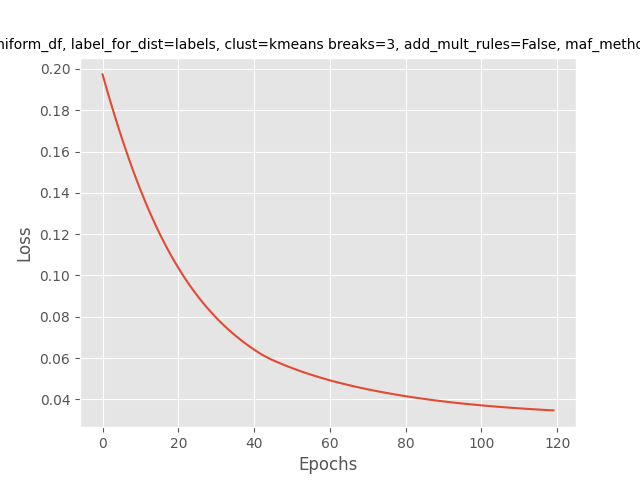 niform_df, label_for_dist=labels, clust=kmeans breaks=3, add_mult_rules=False, maf_metho
0.20
0.18
0.16
0.14
0.12
0.10
0.08
0.06
0.04
Loss
0 20 40 60 80 100 120
Epochs